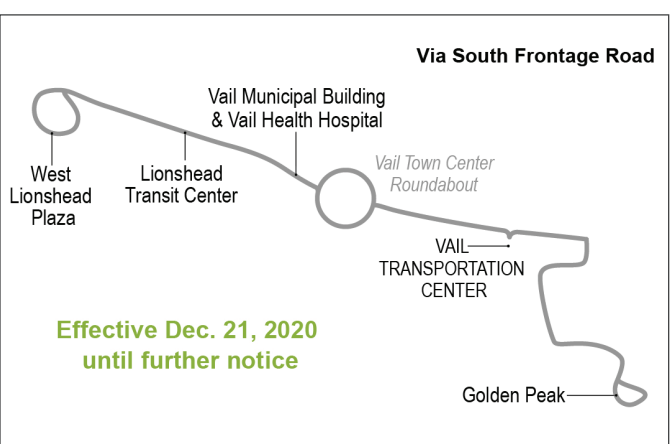 Via South Frontage Road
Vail Municipal Building
& Vail Health Hospital
Vail Town Center
Roundabout
West
Lionshead
Plaza
Lionshead
Transit Center
VAIL
TRANSPORTATION
CENTER
Effective Dec. 21, 2020
until further notice
Golden Peak